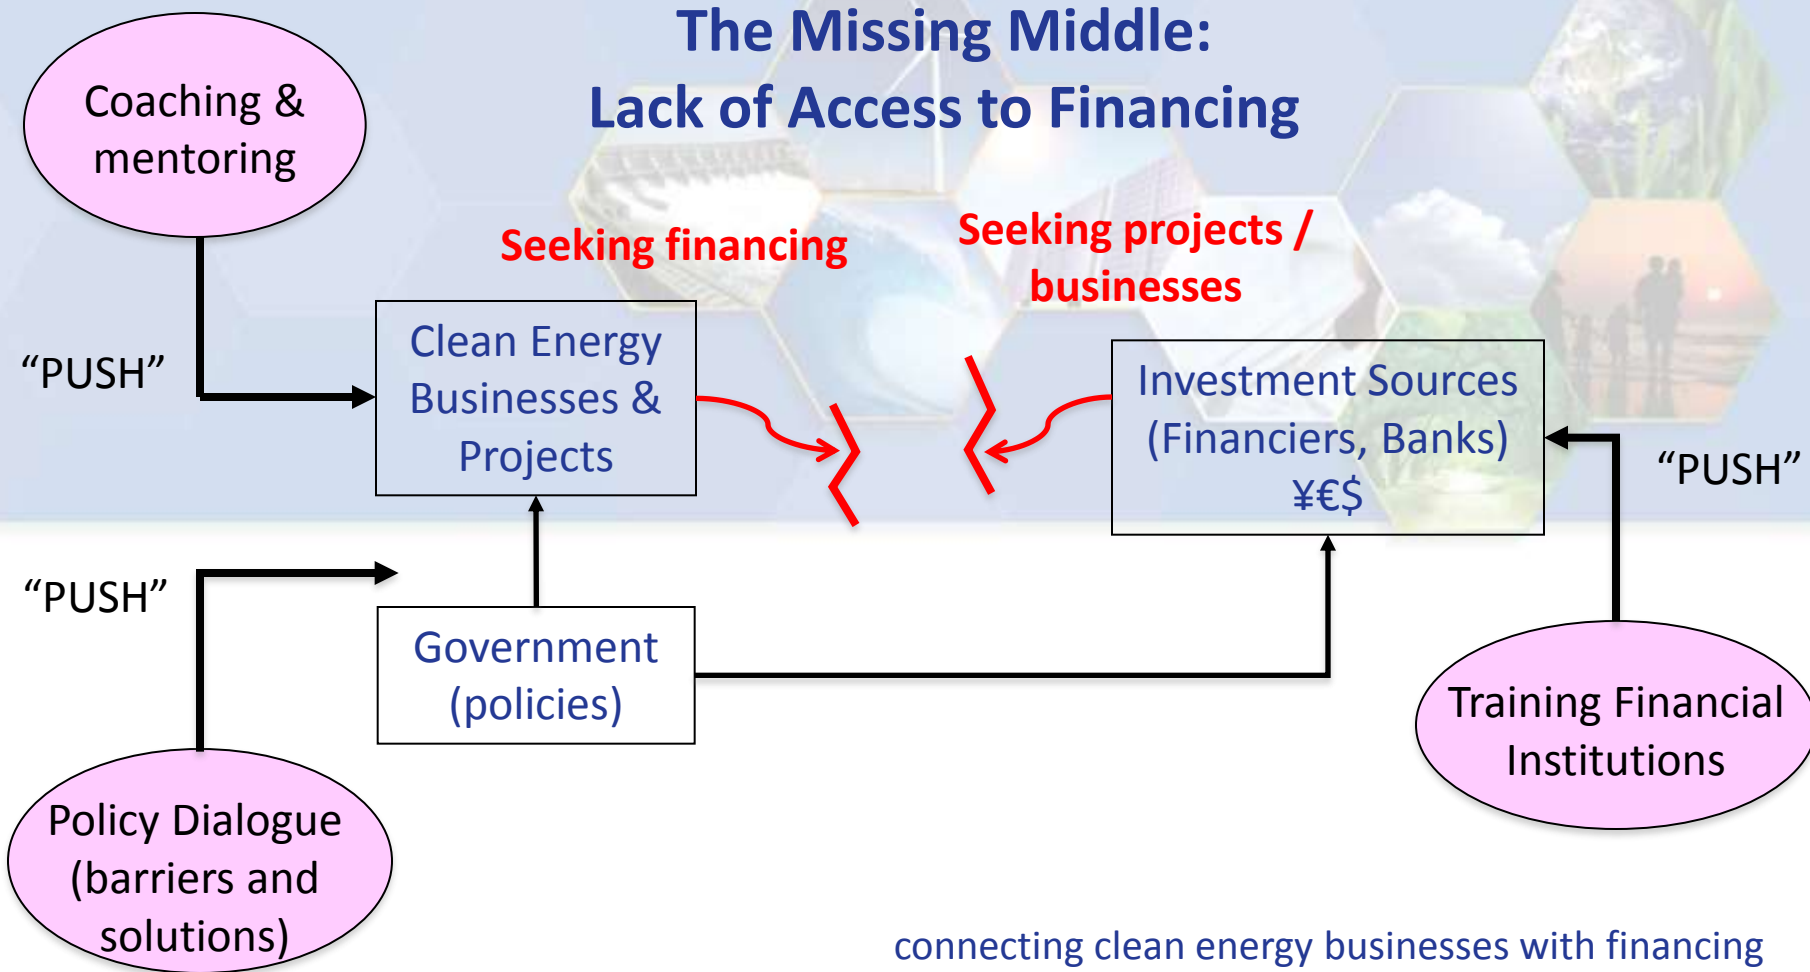 The Missing Middle:
Lack of Access to Financing
Coaching &
mentoring
Seeking financing
Seeking projects /
businesses
“PUSH”
Clean Energy
Businesses &
Projects
Investment Sources
(Financiers, Banks)
¥€$
“PUSH”
“PUSH”
Government
(policies)
Training Financial
Institutions
Policy Dialogue
(barriers and
solutions)
connecting clean energy businesses with financing